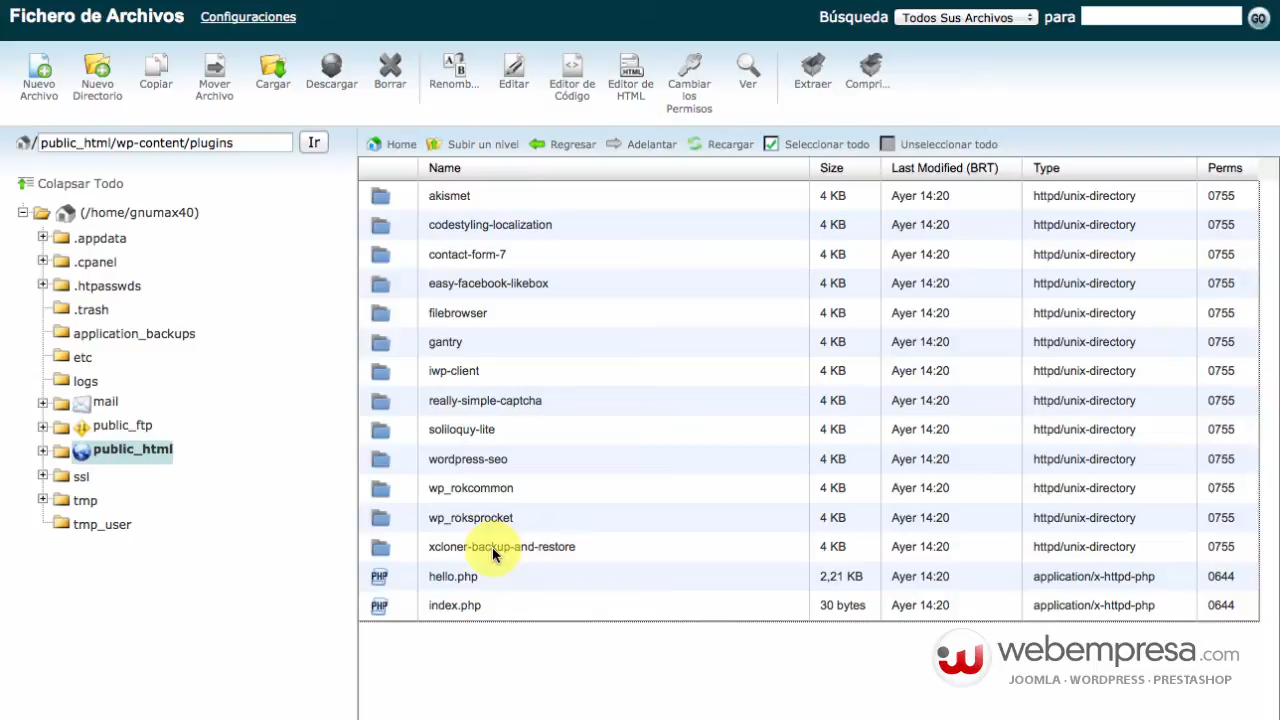 Fichero de Archivos Configuraciones Búsqueda Todos Sus Archivos para GO
Nuevo Archivo
Nuevo Directorio
Copiar
Mover Archivo
Cargar
Descargar
Borrar
Renomb...
Editar
Editor de Código
HTML
Editor de HTML
Cambiar los Permisos
Ver
Extraer
Compri...
/ public_html/wp-content/plugins Ir
Home Subir un nivel Regresar Adelantar Recargar Seleccionar todo Unseleccionar todo
Colapsar Todo
(/home/gnumax40)
.appdata
.cpanel
.htpasswds
.trash
application_backups
etc
logs
mail
public_ftp
public_html
ssl
tmp
tmp_user
Name Size Last Modified (BRT) Type Perms
akismet 4 KB Ayer 14:20 httpd/unix-directory 0755
codestyling-localization 4 KB Ayer 14:20 httpd/unix-directory 0755
contact-form-7 4 KB Ayer 14:20 httpd/unix-directory 0755
easy-facebook-likebox 4 KB Ayer 14:20 httpd/unix-directory 0755
filebrowser 4 KB Ayer 14:20 httpd/unix-directory 0755
gantry 4 KB Ayer 14:20 httpd/unix-directory 0755
iwp-client 4 KB Ayer 14:20 httpd/unix-directory 0755
really-simple-captcha 4 KB Ayer 14:20 httpd/unix-directory 0755
soliloquy-lite 4 KB Ayer 14:20 httpd/unix-directory 0755
wordpress-seo 4 KB Ayer 14:20 httpd/unix-directory 0755
wp_rokcommon 4 KB Ayer 14:20 httpd/unix-directory 0755
wp_roksprocket 4 KB Ayer 14:20 httpd/unix-directory 0755
xcloner-backup-and-restore 4 KB Ayer 14:20 httpd/unix-directory 0755
PHP hello.php 2,21 KB Ayer 14:20 application/x-httpd-php 0644
PHP index.php 30 bytes Ayer 14:20 application/x-httpd-php 0644
webempresa.com
JOOMLA · WORDPRESS · PRESTASHOP